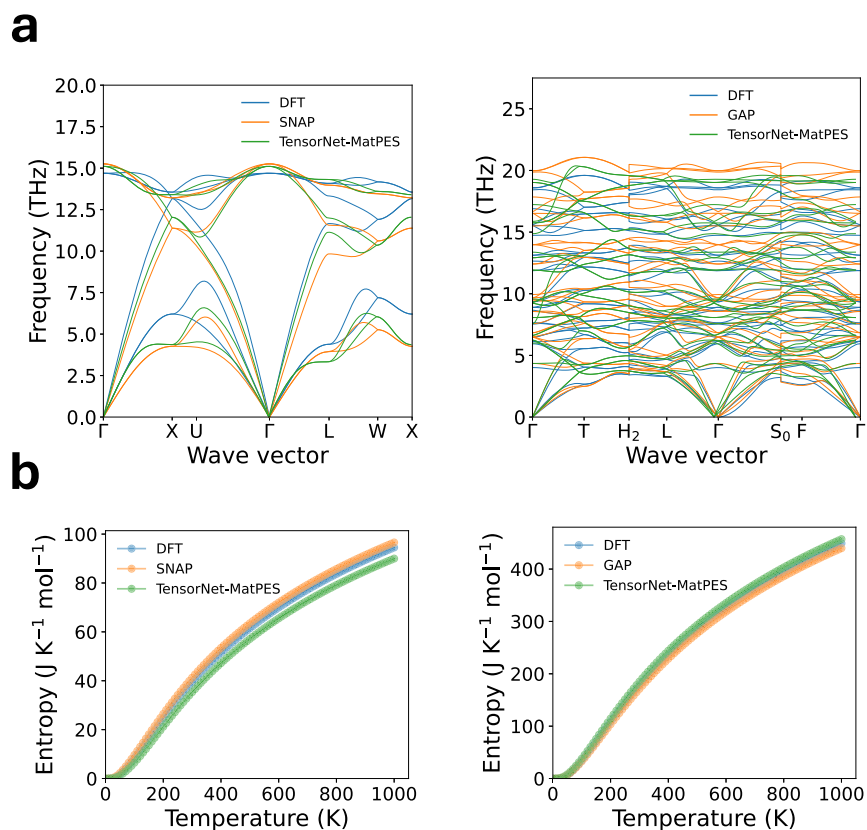 a
20.0
17.5
15.0
12.5
10.0
7.5
5.0
2.5
0.0
Frequency (THz)
DFT
SNAP
TensorNet-MatPES
Γ X U Γ L W X
Wave vector
25
20
15
10
5
0
Frequency (THz)
DFT
GAP
TensorNet-MatPES
Γ T H₂ L Γ S₀ F Γ
Wave vector
b
100
80
60
40
20
0
Entropy (J K⁻¹ mol⁻¹)
DFT
SNAP
TensorNet-MatPES
0 200 400 600 800 1000
Temperature (K)
400
300
200
100
0
Entropy (J K⁻¹ mol⁻¹)
DFT
GAP
TensorNet-MatPES
0 200 400 600 800 1000
Temperature (K)